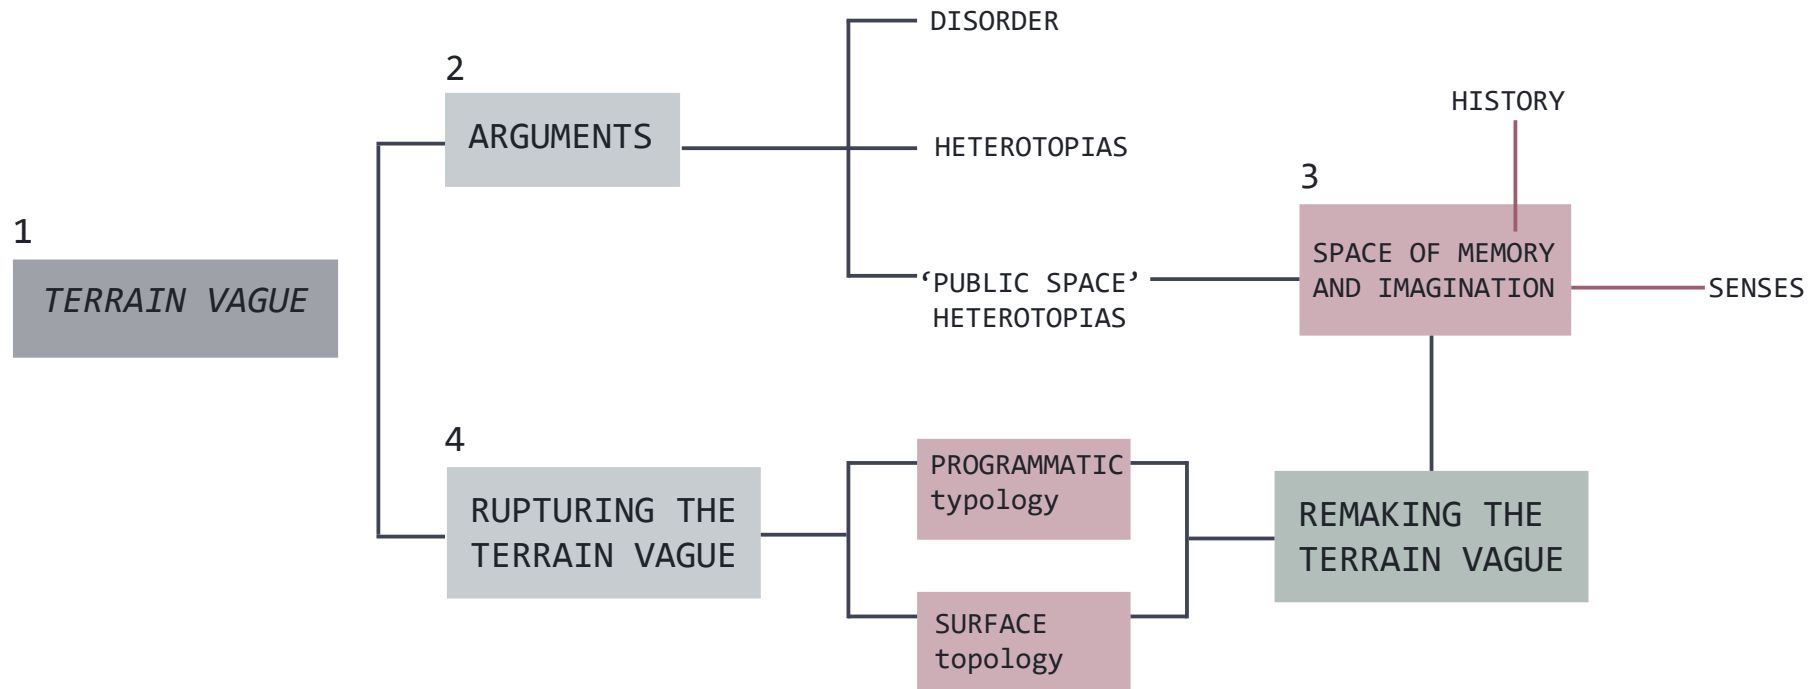 1
TERRAIN VAGUE
2
ARGUMENTS
DISORDER
HETEROTOPIAS
‘PUBLIC SPACE’
HETEROTOPIAS
3
SPACE OF MEMORY
AND IMAGINATION
HISTORY
SENSES
4
RUPTURING THE
TERRAIN VAGUE
PROGRAMMATIC
typology
SURFACE
topology
REMAKING THE
TERRAIN VAGUE